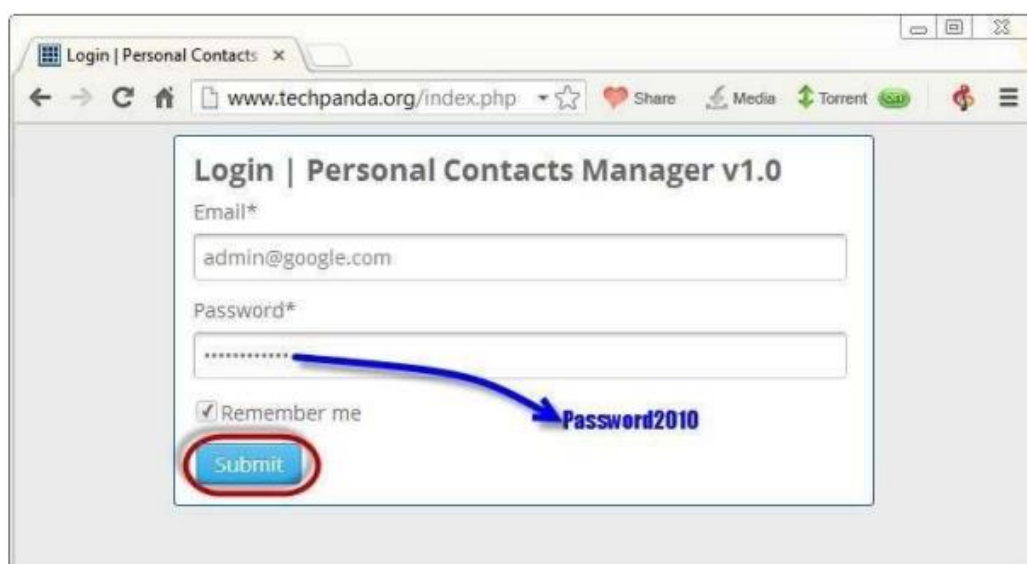 Login | Personal Contacts
www.techpanda.org/index.php
Share
Media
Torrent
Login | Personal Contacts Manager v1.0
Email*
admin@google.com
Password*
Password2010
Remember me
Submit